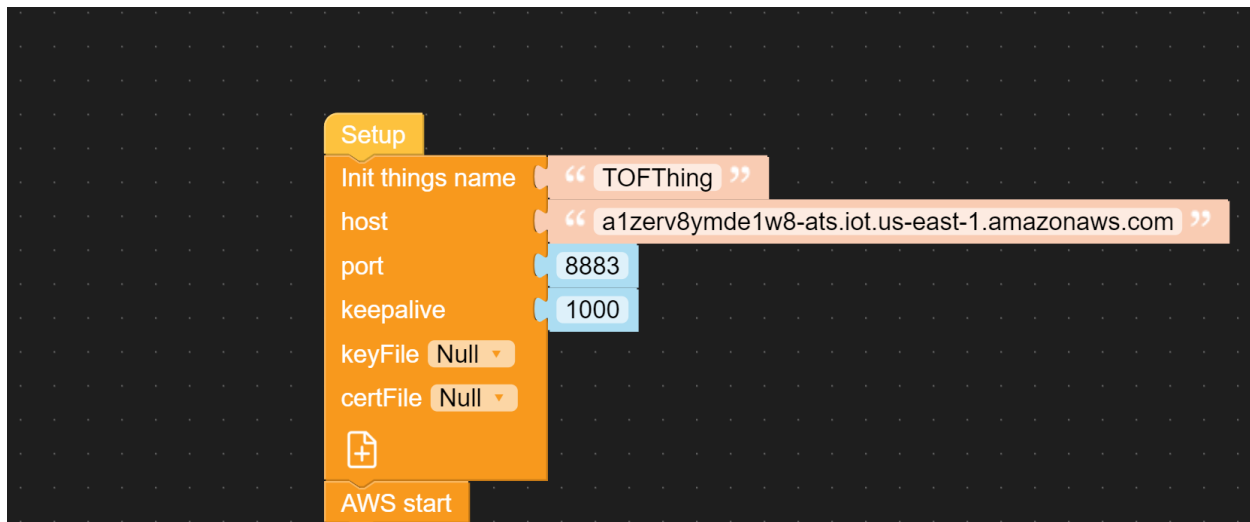 Setup
Init things name “ TOFThing ”
host “ a1zerv8ymde1w8-ats.iot.us-east-1.amazonaws.com ”
port 8883
keepalive 1000
keyFile Null
certFile Null
AWS start